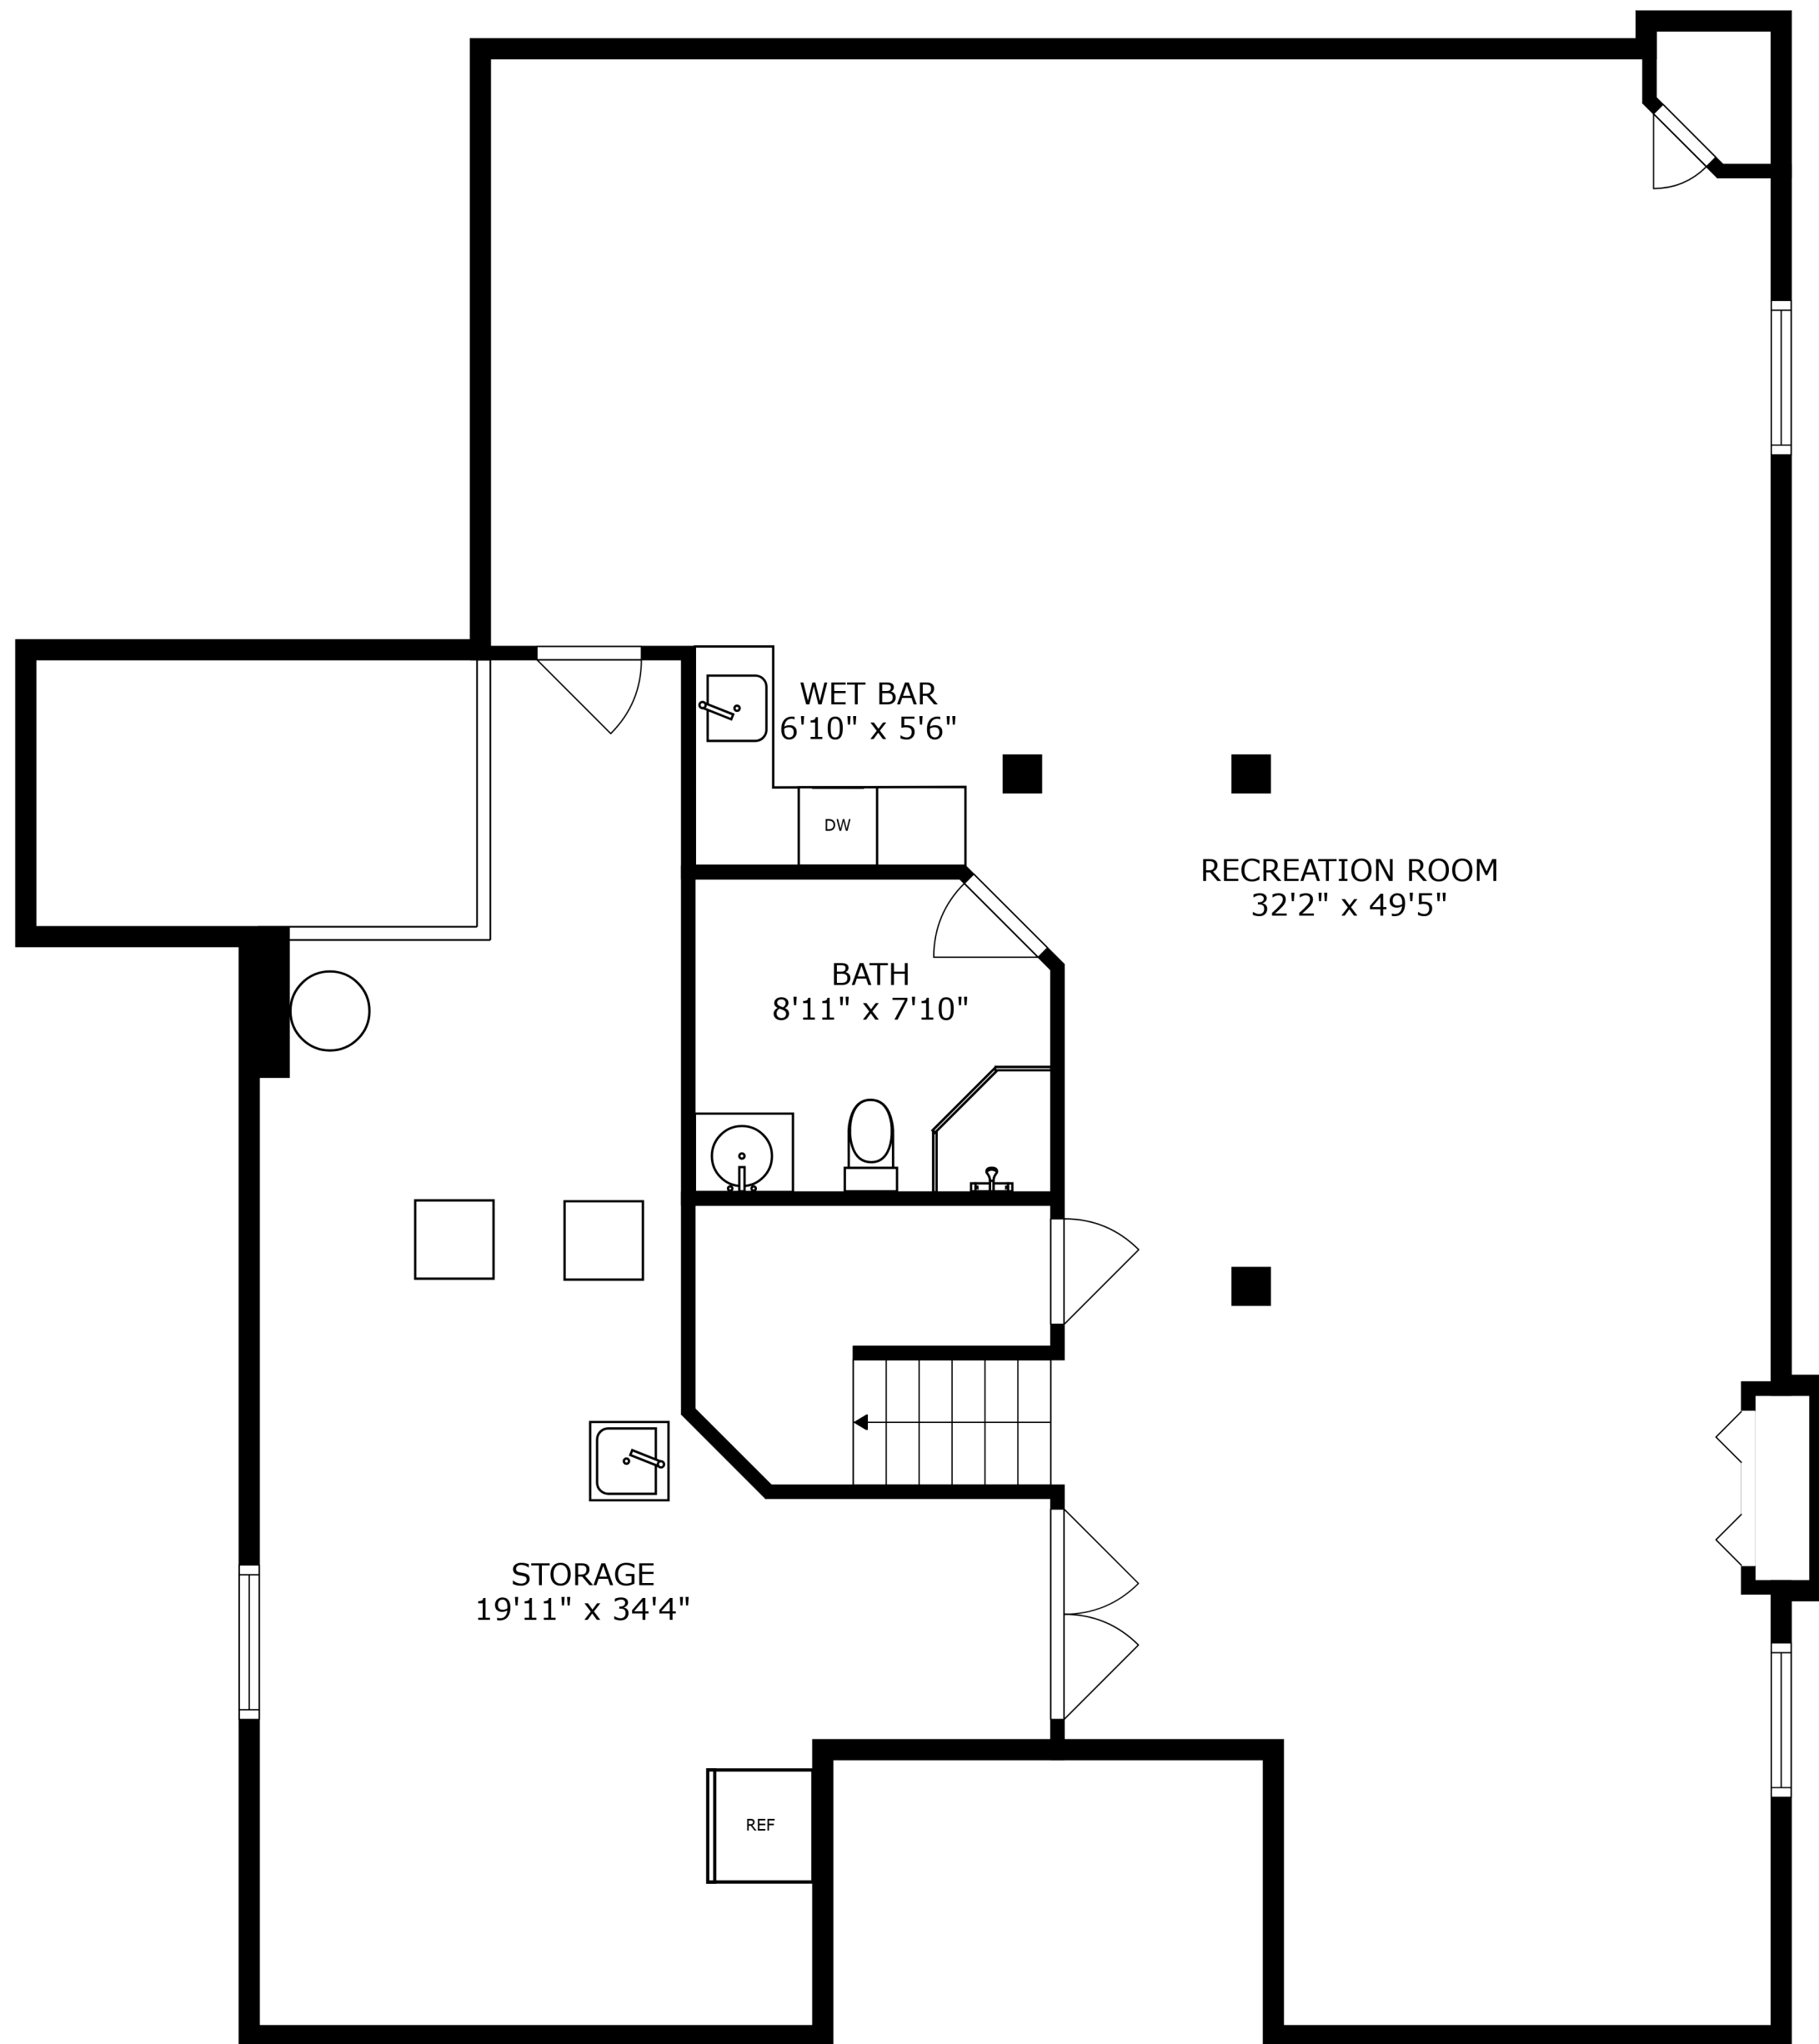 WET BAR
6'10" x 5'6"
DW
RECREATION ROOM
32'2" x 49'5"
BATH
8'11" x 7'10"
STORAGE
19'11" x 34'4"
REF